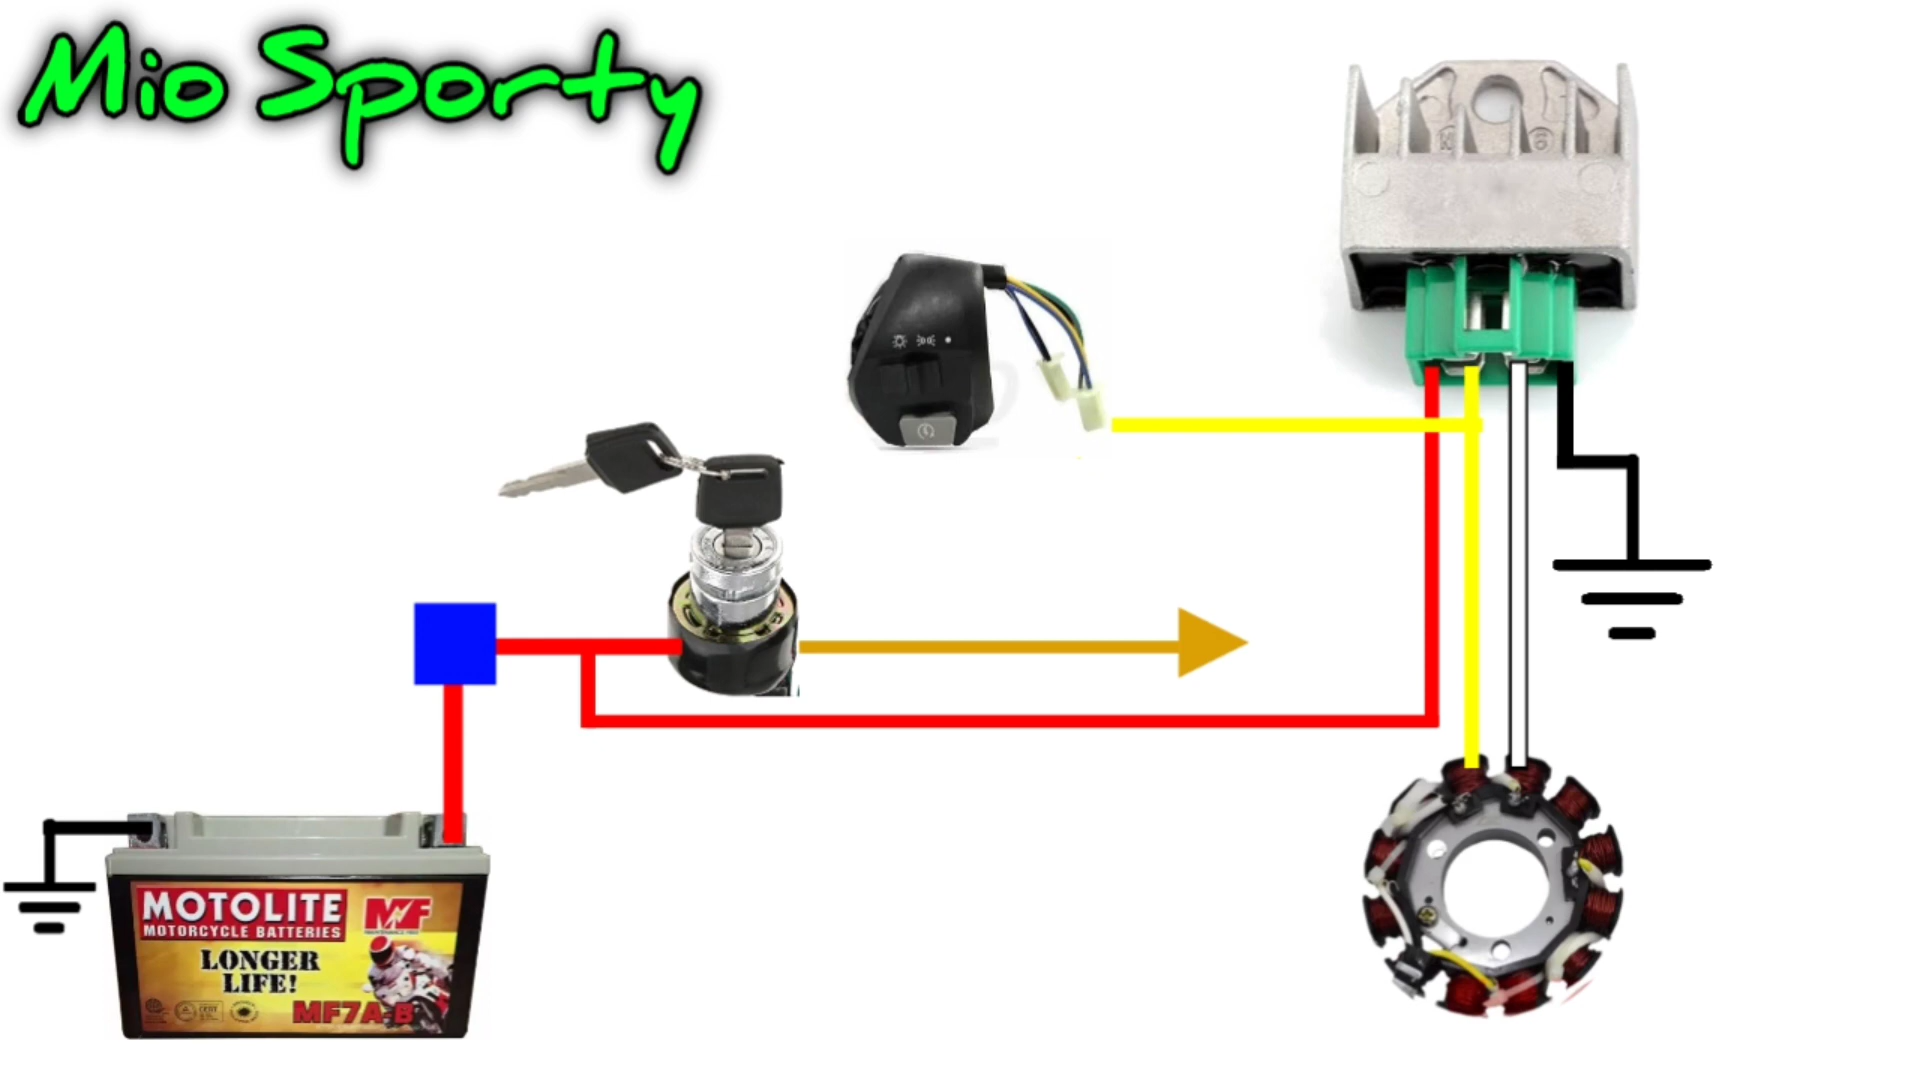 Mio Sporty
MOTOLITE
MF
MOTORCYCLE BATTERIES
LONGER
LIFE!
MF7A-B